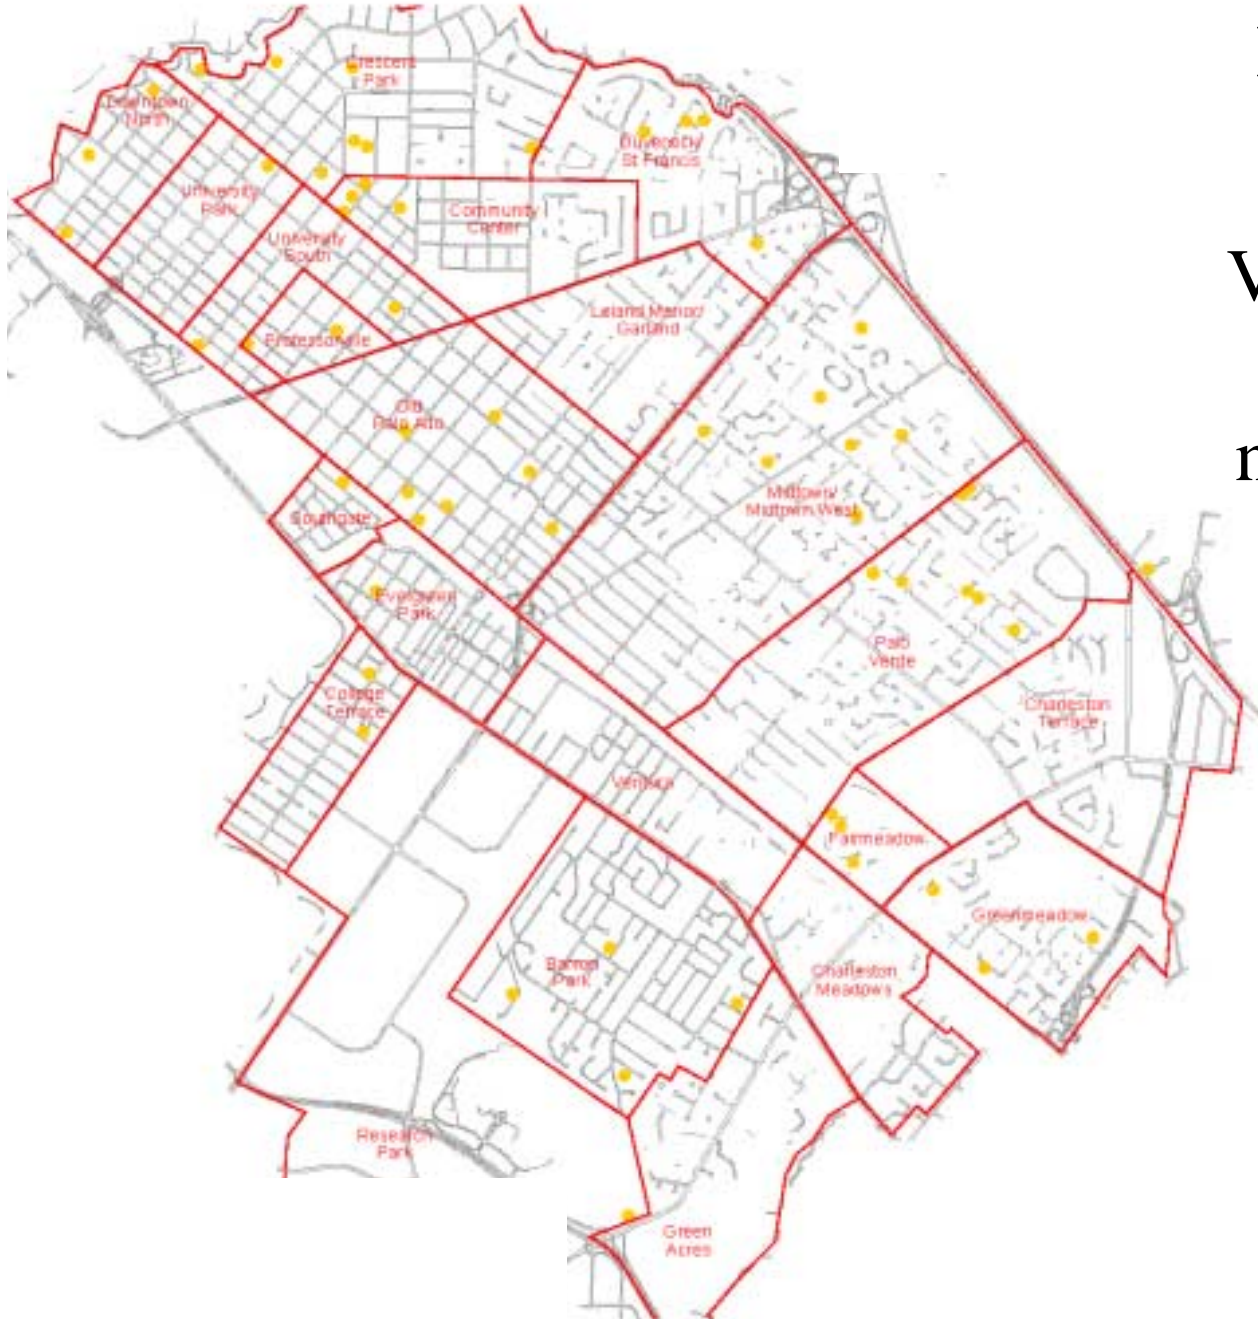 Crescent
Park
Downtown
North
Duveneck/
St Francis
University
Park
Community
Center
University
South
Leland Manor/
Garland
Professorville
Old
Palo Alto
Southgate
Midtown/
Midtown West
Evergreen
Park
Palo
Verde
College
Terrace
Charleston
Terrace
Ventura
Fairmeadow
Greenmeadow
Barron
Park
Charleston
Meadows
Research
Park
Green
Acres